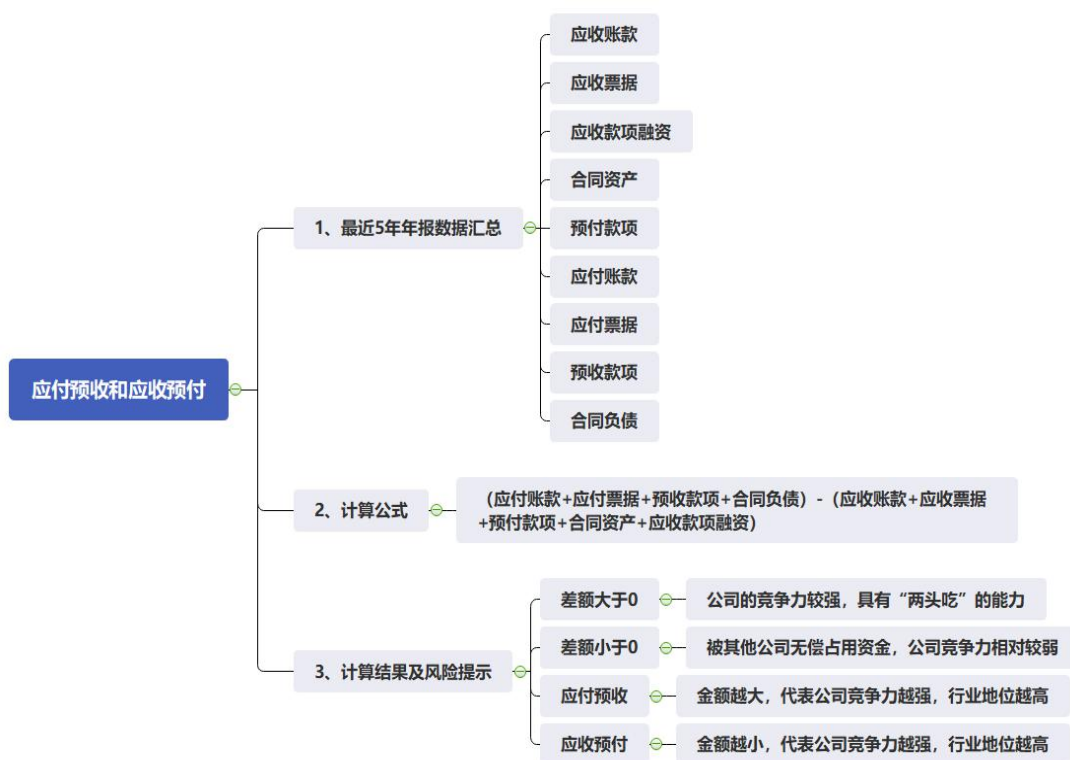 应付预收和应收预付
1、最近5年年报数据汇总
应收账款
应收票据
应收款项融资
合同资产
预付款项
应付账款
应付票据
预收款项
合同负债
2、计算公式
（应付账款+应付票据+预收款项+合同负债）-（应收账款+应收票据
+预付款项+合同资产+应收款项融资）
3、计算结果及风险提示
差额大于0
公司的竞争力较强，具有“两头吃”的能力
差额小于0
被其他公司无偿占用资金，公司竞争力相对较弱
应付预收
金额越大，代表公司竞争力越强，行业地位越高
应收预付
金额越小，代表公司竞争力越强，行业地位越高